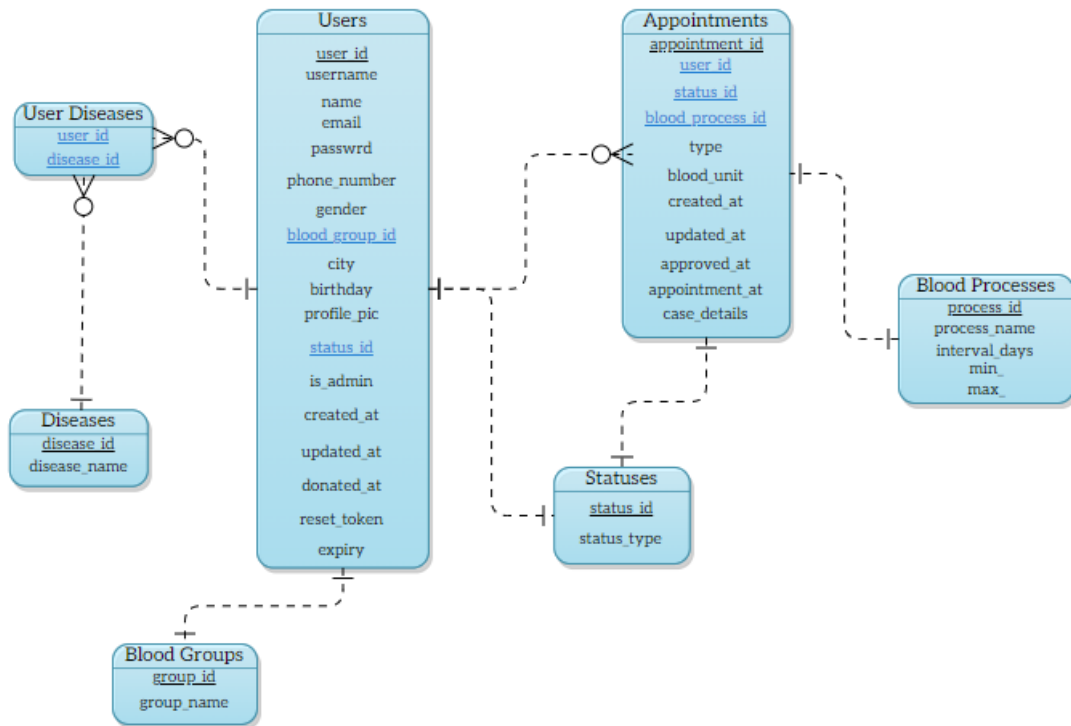 Users
user_id
username
name
email
passwrd
phone_number
gender
blood_group_id
city
birthday
profile_pic
status_id
is_admin
created_at
updated_at
donated_at
reset_token
expiry
Appointments
appointment_id
user_id
status_id
blood_process_id
type
blood_unit
created_at
updated_at
approved_at
appointment_at
case_details
User Diseases
user_id
disease_id
Blood Processes
process_id
process_name
interval_days
min_
max_
Diseases
disease_id
disease_name
Statuses
status_id
status_type
Blood Groups
group_id
group_name